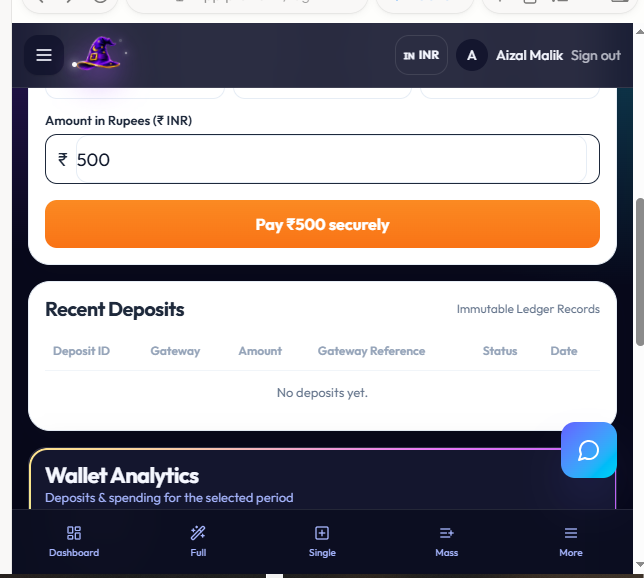 IN INR
A
Aizal Malik
Sign out
Amount in Rupees (₹ INR)
₹ 500
Pay ₹500 securely
Recent Deposits
Immutable Ledger Records
Deposit ID Gateway Amount Gateway Reference Status Date
No deposits yet.
Wallet Analytics
Deposits & spending for the selected period
Dashboard Full Single Mass More